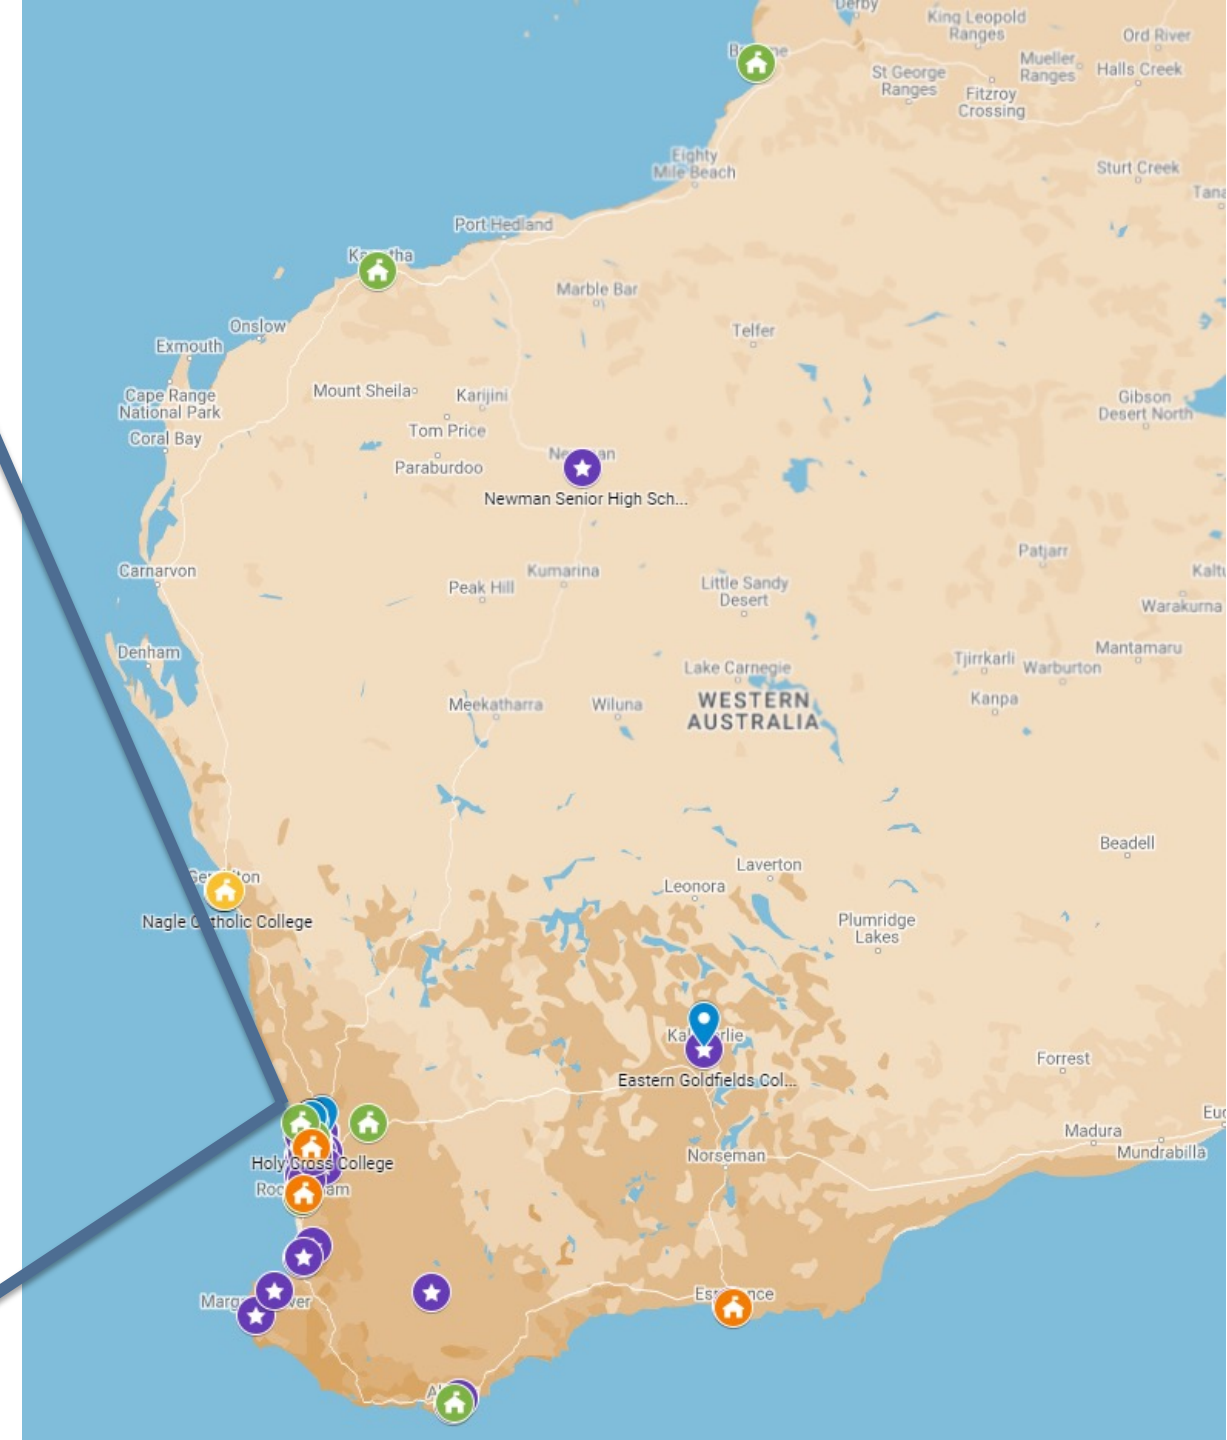 Derby
King Leopold
Ranges
Ord River
Mueller
Ranges
Halls Creek
St George
Ranges
Fitzroy
Crossing
Eighty
Mile Beach
Sturt Creek
Port Hedland
Marble Bar
Onslow
Telfer
Exmouth
Mount Sheila
Karijini
Cape Range
National Park
Gibson
Desert North
Tom Price
Coral Bay
Paraburdoo
Newman Senior High Sch...
Patjarr
Carnarvon
Kumarina
Peak Hill
Little Sandy
Desert
Warakurna
Denham
Mantamaru
Tjirrkarli
Warburton
Lake Carnegie
Kanpa
Meekatharra
Wiluna
WESTERN
AUSTRALIA
Beadell
Laverton
Leonora
Nagle Catholic College
Plumridge
Lakes
Forrest
Eastern Goldfields Col...
Madura
Mundrabilla
Norseman
Holy Cross College